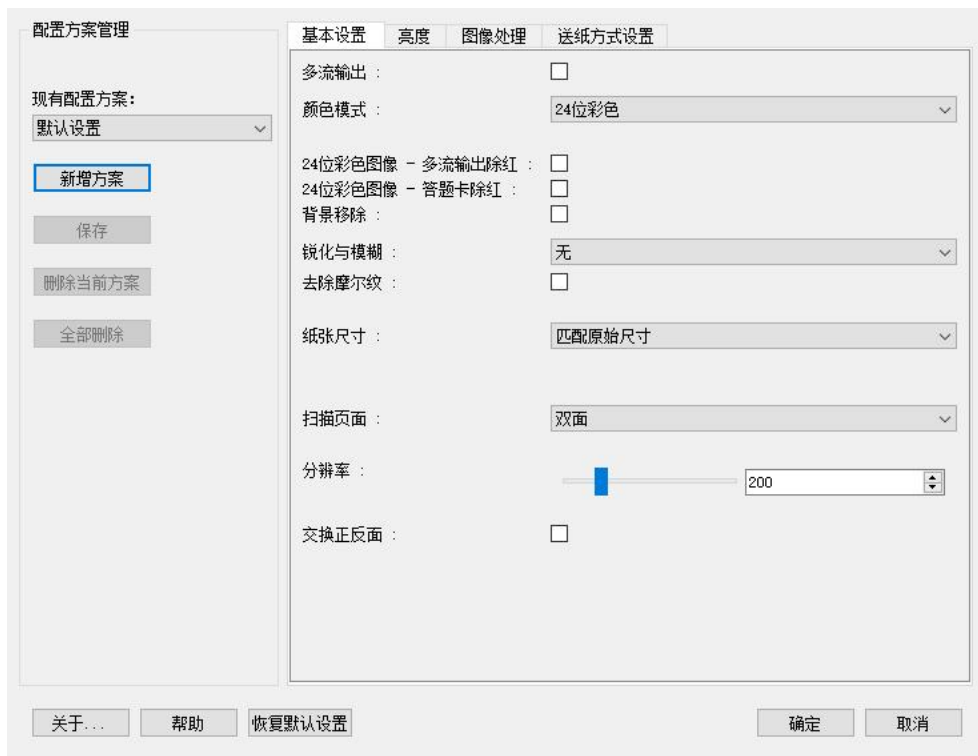 配置方案管理
现有配置方案:
默认设置
新增方案
保存
删除当前方案
全部删除
基本设置 亮度 图像处理 送纸方式设置
多流输出 :
颜色模式 : 24位彩色
24位彩色图像 - 多流输出除红 :
24位彩色图像 - 答题卡除红 :
背景移除 :
锐化与模糊 : 无
去除摩尔纹 :
纸张尺寸 : 匹配原始尺寸
扫描页面 : 双面
分辨率 : 200
交换正反面 :
关于... 帮助 恢复默认设置 确定 取消